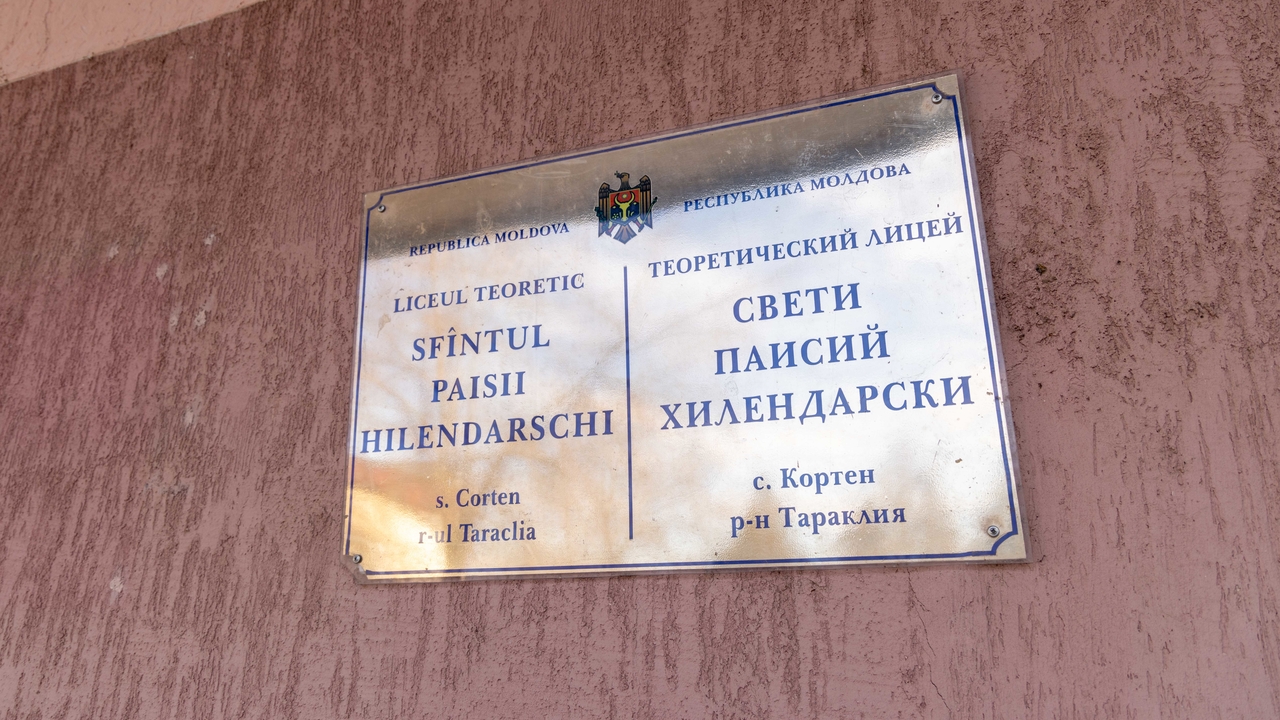 REPUBLICA MOLDOVA
LICEUL TEORETIC
SFÎNTUL
PAISII
HILENDARSCHI
s. Corten
r-ul Taraclia
РЕСПУБЛИКА МОЛДОВА
ТЕОРЕТИЧЕСКИЙ ЛИЦЕЙ
СВЕТИ
ПАИСИЙ
ХИЛЕНДАРСКИ
с. Кортен
р-н Тараклия